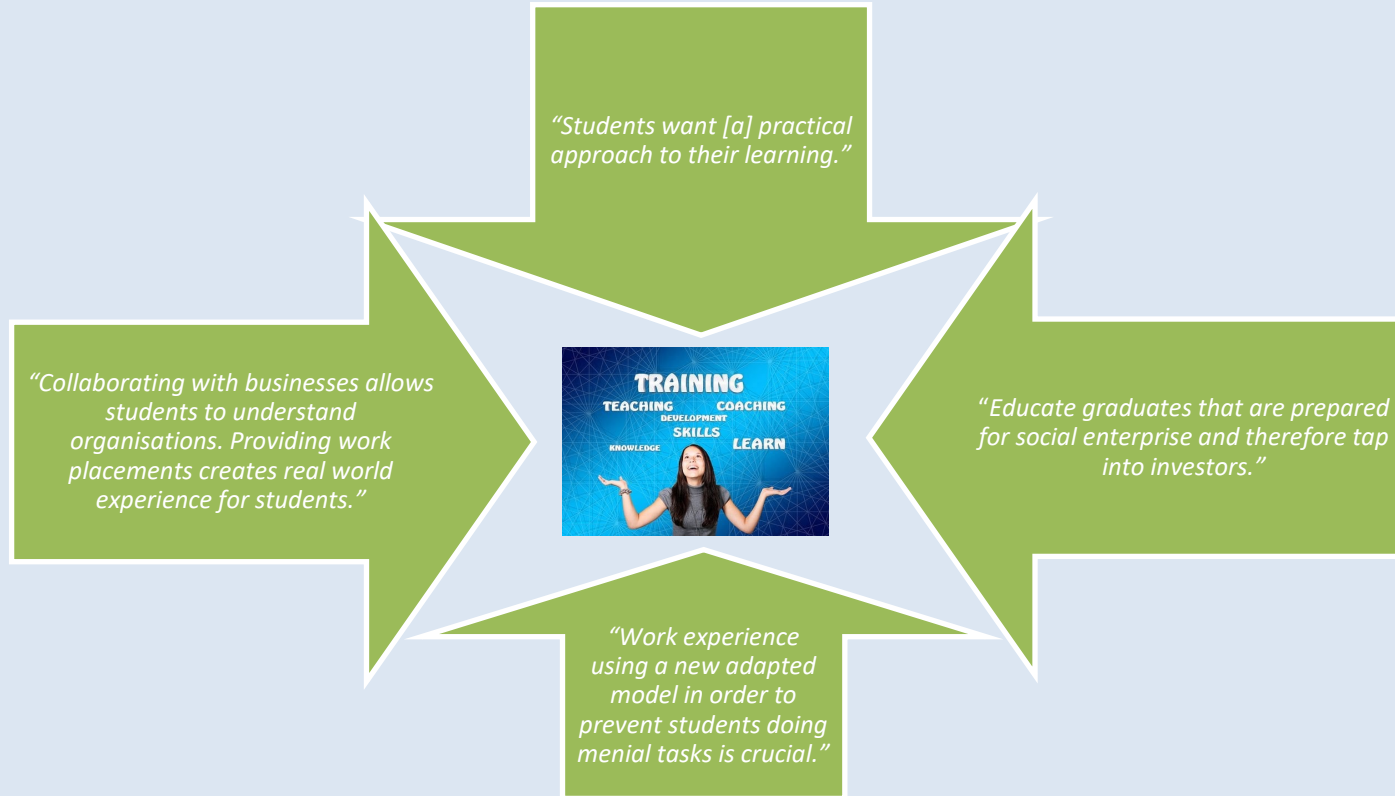 “Students want [a] practical
approach to their learning.”
“Collaborating with businesses allows
students to understand
organisations. Providing work
placements creates real world
experience for students.”
TRAINING
TEACHING COACHING
DEVELOPMENT
SKILLS
KNOWLEDGE LEARN
“Educate graduates that are prepared
for social enterprise and therefore tap
into investors.”
“Work experience
using a new adapted
model in order to
prevent students doing
menial tasks is crucial.”